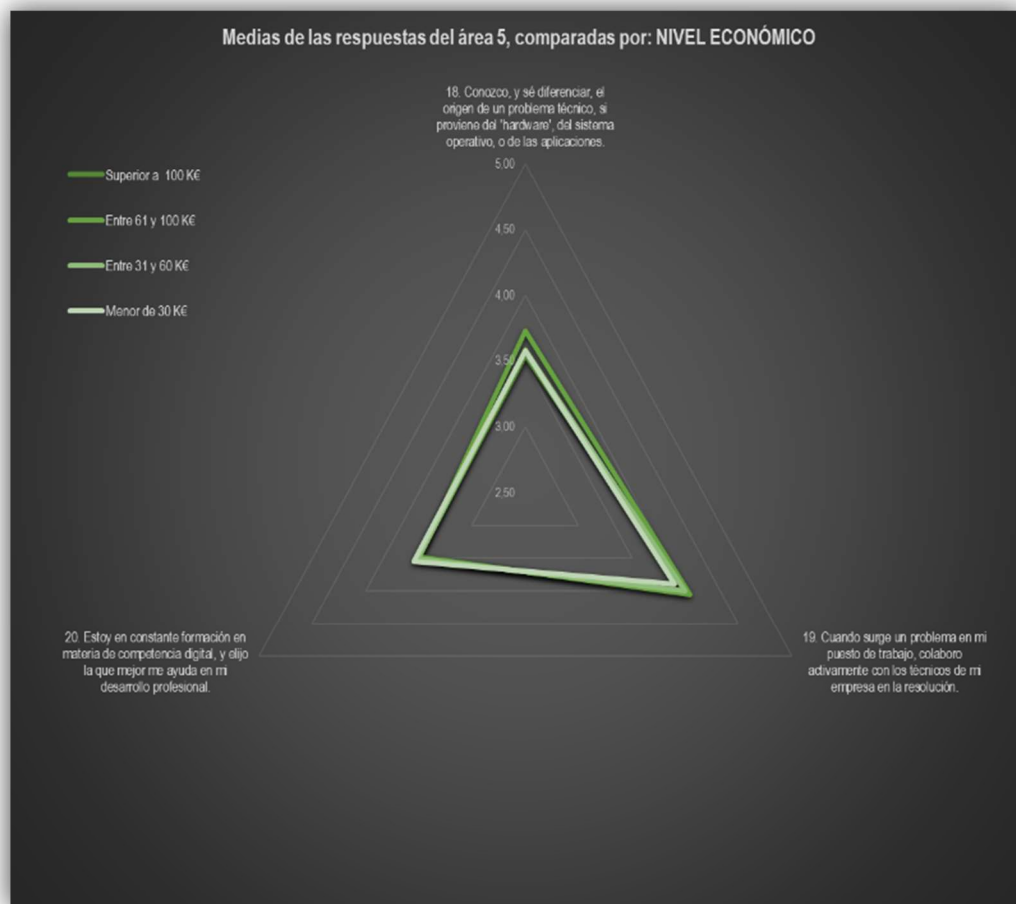 Medias de las respuestas del área 5, comparadas por: NIVEL ECONÓMICO
18. Conozco, y sé diferenciar, el
origen de un problema técnico, si
proviene del 'hardware', del sistema
operativo, o de las aplicaciones.
Superior a 100 K€
Entre 61 y 100 K€
Entre 31 y 60 K€
Menor de 30 K€
5,00
4,50
4,00
3,50
3,00
2,50
20. Estoy en constante formación en
materia de competencia digital, y elijo
la que mejor me ayuda en mi
desarrollo profesional.
19. Cuando surge un problema en mi
puesto de trabajo, colaboro
activamente con los técnicos de mi
empresa en la resolución.